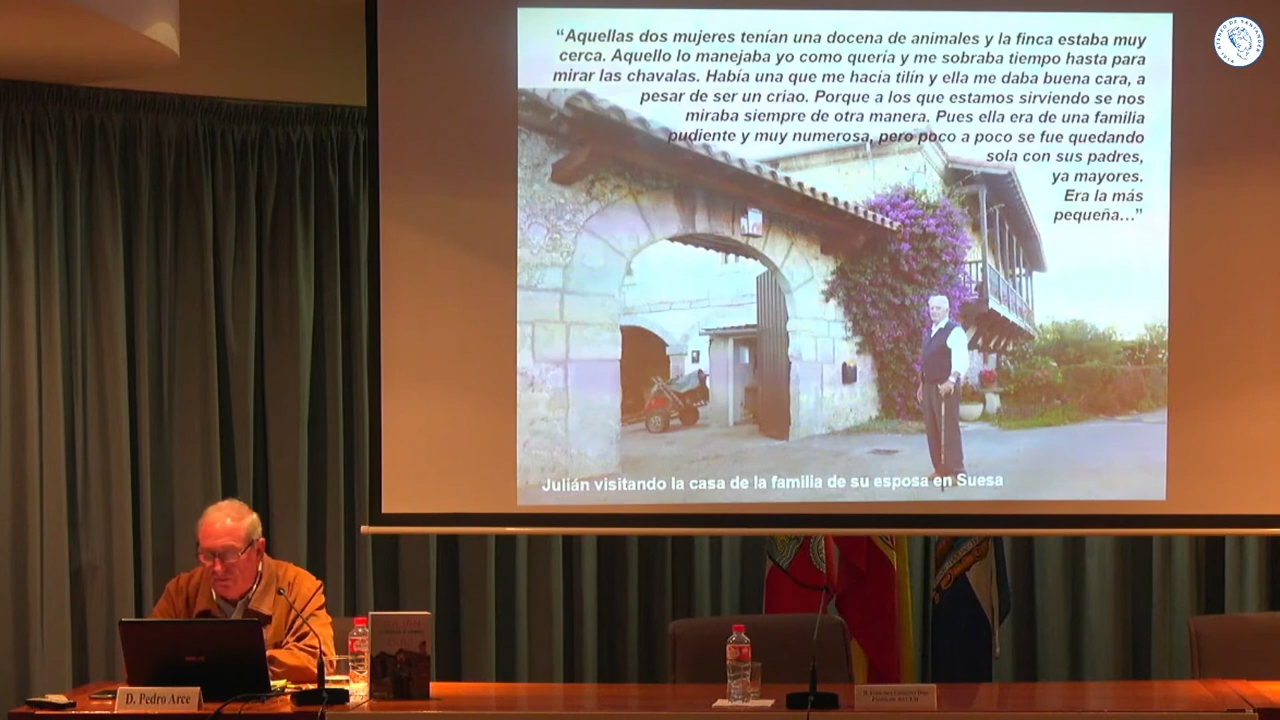 “Aquellas dos mujeres tenían una docena de animales y la finca estaba muy
cerca. Aquello lo manejaba yo como quería y me sobraba tiempo hasta para
mirar las chavalas. Había una que me hacía tilín y ella me daba buena cara, a
pesar de ser un criao. Porque a los que estamos sirviendo se nos
miraba siempre de otra manera. Pues ella era de una familia
pudiente y muy numerosa, pero poco a poco se fue quedando
sola con sus padres,
ya mayores.
Era la más
pequeña…”
Julián visitando la casa de la familia de su esposa en Suesa
D. Pedro Arce
ATENEO DE SANTANDER